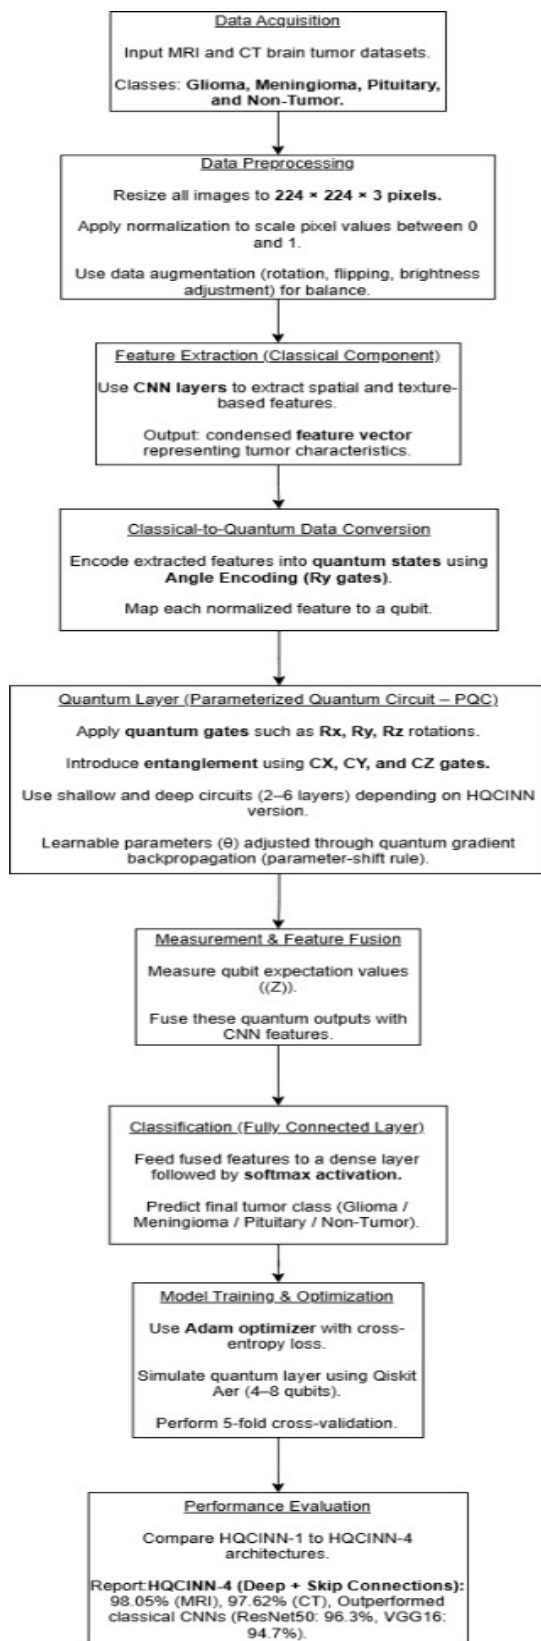 Data Acquisition
Input MRI and CT brain tumor datasets.
Classes: Glioma, Meningioma, Pituitary,
and Non-Tumor.
Data Preprocessing
Resize all images to 224 × 224 × 3 pixels.
Apply normalization to scale pixel values between 0
and 1.
Use data augmentation (rotation, flipping, brightness
adjustment) for balance.
Feature Extraction (Classical Component)
Use CNN layers to extract spatial and texture-
based features.
Output: condensed feature vector
representing tumor characteristics.
Classical-to-Quantum Data Conversion
Encode extracted features into quantum states using
Angle Encoding (Ry gates).
Map each normalized feature to a qubit.
Quantum Layer (Parameterized Quantum Circuit – PQC)
Apply quantum gates such as Rx, Ry, Rz rotations.
Introduce entanglement using CX, CY, and CZ gates.
Use shallow and deep circuits (2–6 layers) depending on HQCINN
version.
Learnable parameters (θ) adjusted through quantum gradient
backpropagation (parameter-shift rule).
Measurement & Feature Fusion
Measure qubit expectation values
(⟨Z⟩).
Fuse these quantum outputs with
CNN features.
Classification (Fully Connected Layer)
Feed fused features to a dense layer
followed by softmax activation.
Predict final tumor class (Glioma /
Meningioma / Pituitary / Non-Tumor).
Model Training & Optimization
Use Adam optimizer with cross-
entropy loss.
Simulate quantum layer using Qiskit
Aer (4–8 qubits).
Perform 5-fold cross-validation.
Performance Evaluation
Compare HQCINN-1 to HQCINN-4
architectures.
Report:HQCINN-4 (Deep + Skip Connections):
98.05% (MRI), 97.62% (CT), Outperformed
classical CNNs (ResNet50: 96.3%, VGG16:
94.7%).